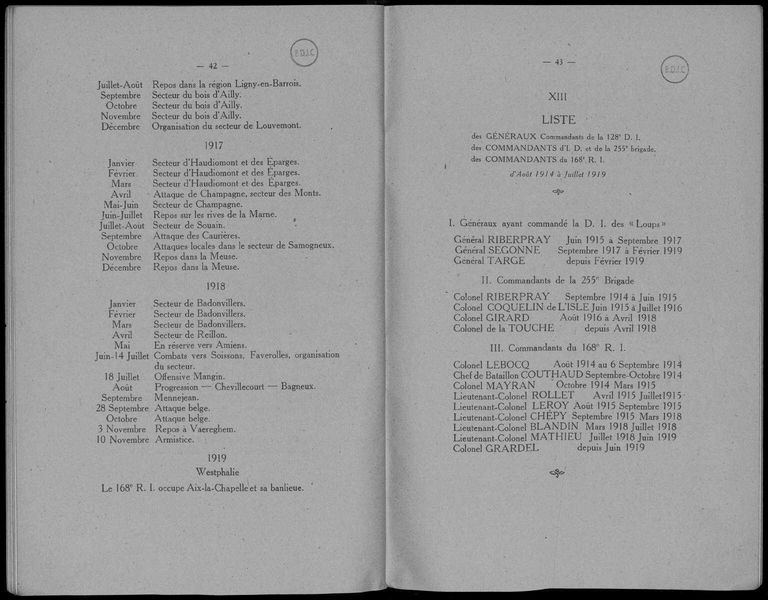 — 42 —
B.D.I.C
Juillet-Août Repos dans la région Ligny-en-Barrois.
Septembre Secteur du bois d'Ailly.
Octobre Secteur du bois d'Ailly.
Novembre Secteur du bois d'Ailly.
Décembre Organisation du secteur de Louvemont.
1917
Janvier Secteur d'Haudiomont et des Éparges.
Février Secteur d'Haudiomont et des Éparges.
Mars Secteur d'Haudiomont et des Éparges.
Avril Attaque de Champagne, secteur des Monts.
Mai-Juin Secteur de Champagne.
Juin-Juillet Repos sur les rives de la Marne.
Juillet-Août Secteur de Souain.
Septembre Attaque des Caurières.
Octobre Attaques locales dans le secteur de Samogneux.
Novembre Repos dans la Meuse.
Décembre Repos dans la Meuse.
1918
Janvier Secteur de Badonvillers.
Février Secteur de Badonvillers.
Mars Secteur de Badonvillers.
Avril Secteur de Reillon.
Mai En réserve vers Amiens.
Juin-14 Juillet Combats vers Soissons, Faverolles, organisation
du secteur.
18 Juillet Offensive Mangin.
Août Progression — Chevillecourt — Bagneux.
Septembre Mennejean.
28 Septembre Attaque belge.
Octobre Attaque belge.
3 Novembre Repos à Vaereghem.
10 Novembre Armistice.
1919
Westphalie
Le 168e R. I. occupe Aix-la-Chapelle et sa banlieue.
— 43 —
B.D.I.C
XIII
LISTE
des GÉNÉRAUX Commandants de la 128e D. I.
des COMMANDANTS d'I. D. et de la 255e brigade.
des COMMANDANTS du 168e R. I.
d'Août 1914 à Juillet 1919
I. Généraux ayant commandé la D. I. des « Loups »
Général RIBERPRAY Juin 1915 à Septembre 1917
Général SEGONNE Septembre 1917 à Février 1919
Général TARGE depuis Février 1919
II. Commandants de la 255e Brigade
Colonel RIBERPRAY Septembre 1914 à Juin 1915
Colonel COQUELIN de L'ISLE Juin 1915 à Juillet 1916
Colonel GIRARD Août 1916 à Avril 1918
Colonel de la TOUCHE depuis Avril 1918
III. Commandants du 168e R. I.
Colonel LEBOCQ Août 1914 au 6 Septembre 1914
Chef de Bataillon COUTHAUD Septembre-Octobre 1914
Colonel MAYRAN Octobre 1914 Mars 1915
Lieutenant-Colonel ROLLET Avril 1915 Juillet 1915
Lieutenant-Colonel LEROY Août 1915 Septembre 1915
Lieutenant-Colonel CHÉPY Septembre 1915 Mars 1918
Lieutenant-Colonel BLANDIN Mars 1918 Juillet 1918
Lieutenant-Colonel MATHIEU Juillet 1918 Juin 1919
Colonel GRARDEL depuis Juin 1919